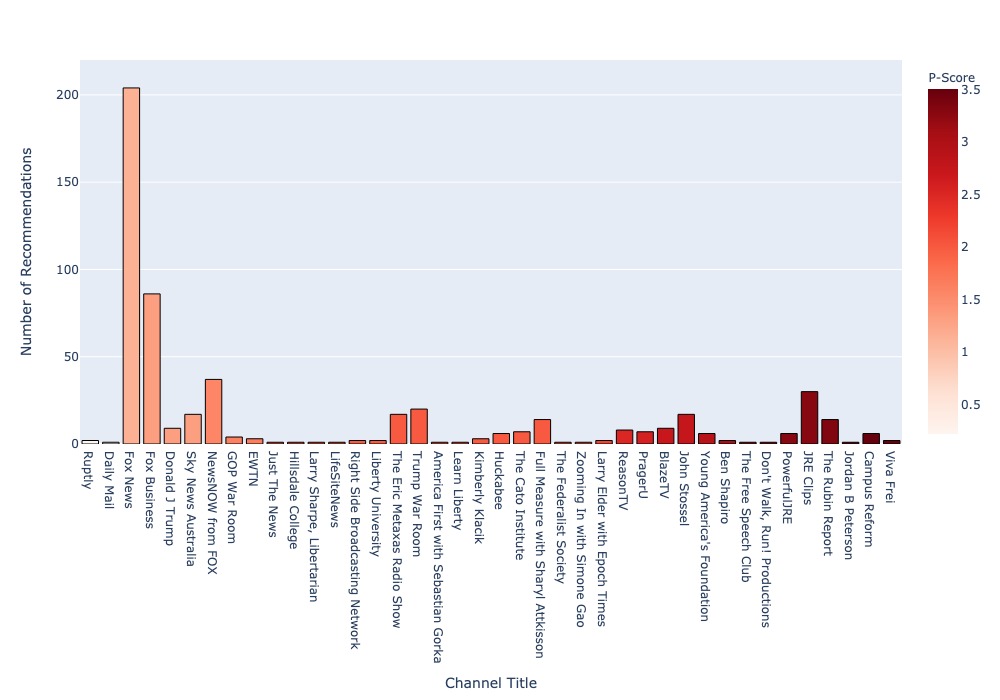 P-Score
3.5
3
2.5
2
1.5
1
0.5
Number of Recommendations
200
150
100
50
0
Ruptly
Daily Mail
Fox News
Fox Business
Donald J Trump
Sky News Australia
NewsNOW from FOX
GOP War Room
EWTN
Just The News
Hillsdale College
Larry Sharpe, Libertarian
LifeSiteNews
Right Side Broadcasting Network
Liberty University
The Eric Metaxas Radio Show
Trump War Room
America First with Sebastian Gorka
Learn Liberty
Kimberly Klacik
Huckabee
The Cato Institute
Full Measure with Sharyl Attkisson
The Federalist Society
Zooming In with Simone Gao
Larry Elder with Epoch Times
ReasonTV
PragerU
BlazeTV
John Stossel
Young America's Foundation
Ben Shapiro
The Free Speech Club
Don't Walk, Run! Productions
PowerfulJRE
JRE Clips
The Rubin Report
Jordan B Peterson
Campus Reform
Viva Frei
Channel Title